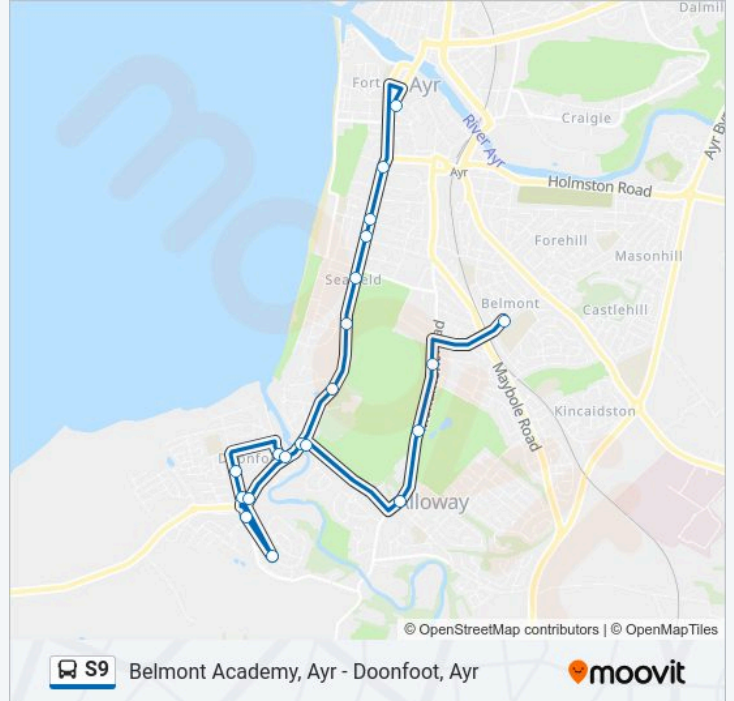 Dalmil
Fort
Ayr
Craigie
River Ayr
Ayr By
Ayr
Holmston Road
Forehill
Masonhill
Seafield
Belmont
Castlehill
Maybole Road
Kincaidston
Doonfoot
Alloway
© OpenStreetMap contributors | © OpenMapTiles
S9 Belmont Academy, Ayr - Doonfoot, Ayr
moovit